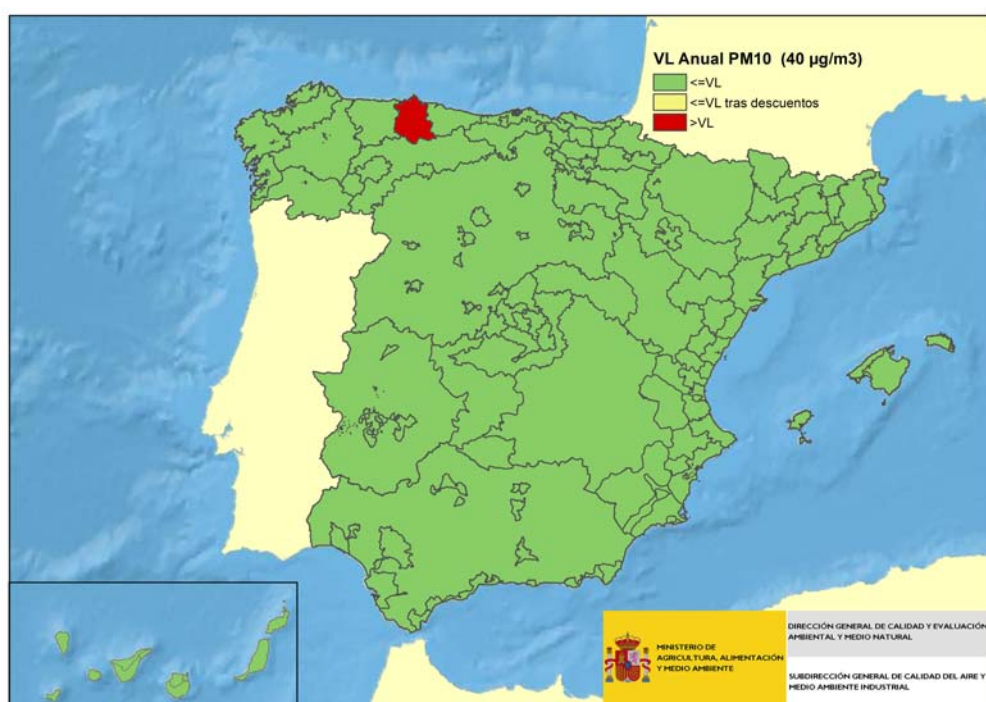 VL Anual PM10 (40 µg/m3)
<=VL
<=VL tras descuentos
>VL
MINISTERIO DE
AGRICULTURA, ALIMENTACIÓN
Y MEDIO AMBIENTE
DIRECCIÓN GENERAL DE CALIDAD Y EVALUACIÓN
AMBIENTAL Y MEDIO NATURAL
SUBDIRECCIÓN GENERAL DE CALIDAD DEL AIRE Y
MEDIO AMBIENTE INDUSTRIAL